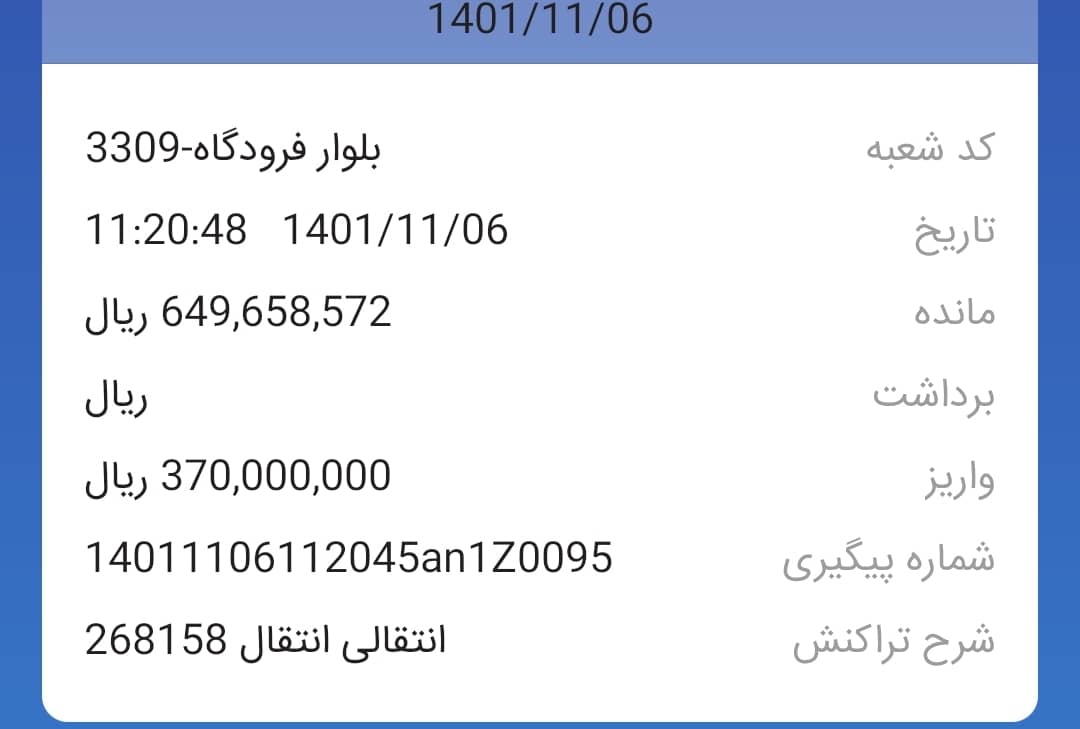 1401/11/06
کد شعبه بلوار فرودگاه-3309
تاریخ 1401/11/06 11:20:48
مانده 649,658,572 ریال
برداشت ریال
واریز 370,000,000 ریال
شماره پیگیری 14011106112045an1Z0095
شرح تراکنش انتقالی انتقال 268158